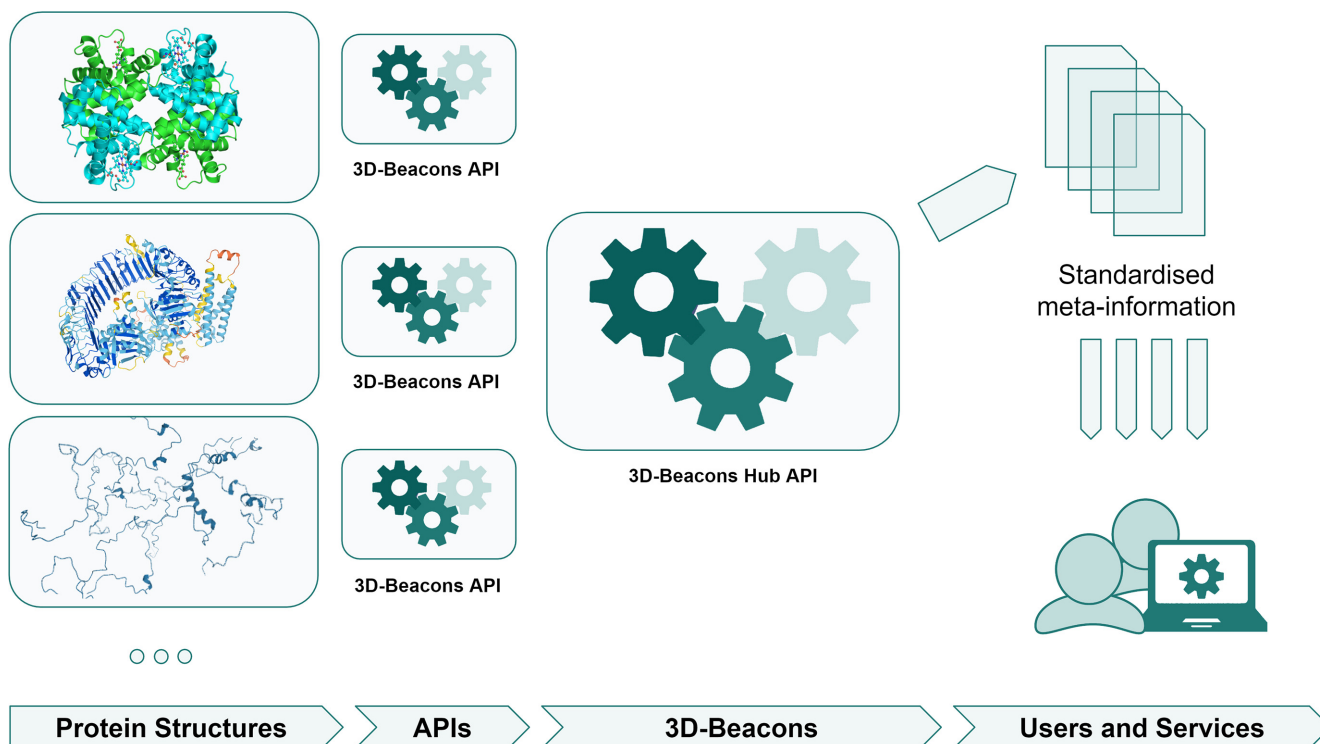 3D-Beacons API
3D-Beacons API
3D-Beacons API
3D-Beacons Hub API
Standardised
meta-information
Protein Structures
APIs
3D-Beacons
Users and Services